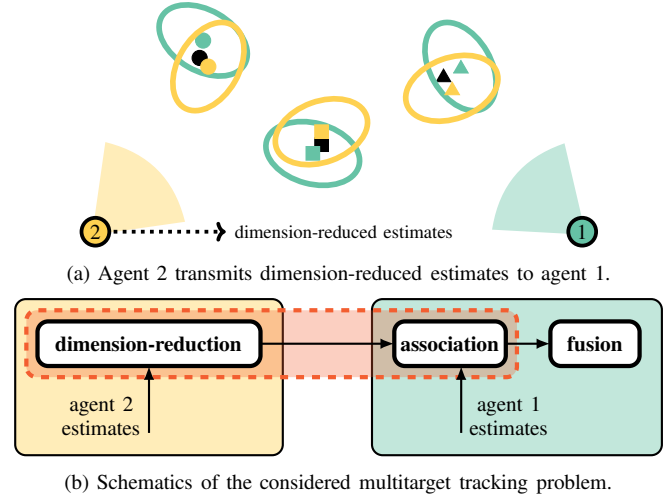 2
dimension-reduced estimates
1
(a) Agent 2 transmits dimension-reduced estimates to agent 1.
dimension-reduction
association
fusion
agent 2
estimates
agent 1
estimates
(b) Schematics of the considered multitarget tracking problem.